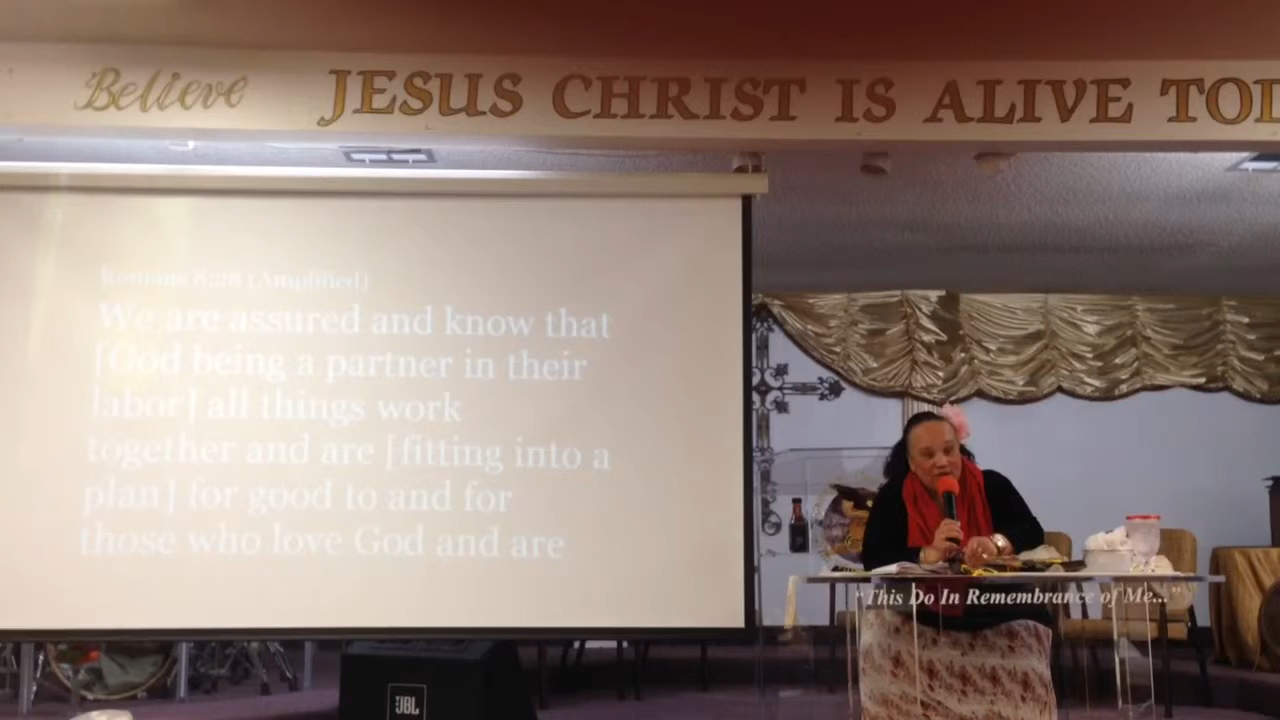 Believe JESUS CHRIST IS ALIVE TOD
Romans 8:28 [Amplified]
We are assured and know that
[God being a partner in their
labor] all things work
together and are [fitting into a
plan] for good to and for
those who love God and are
"This Do In Remembrance of Me..."
JBL